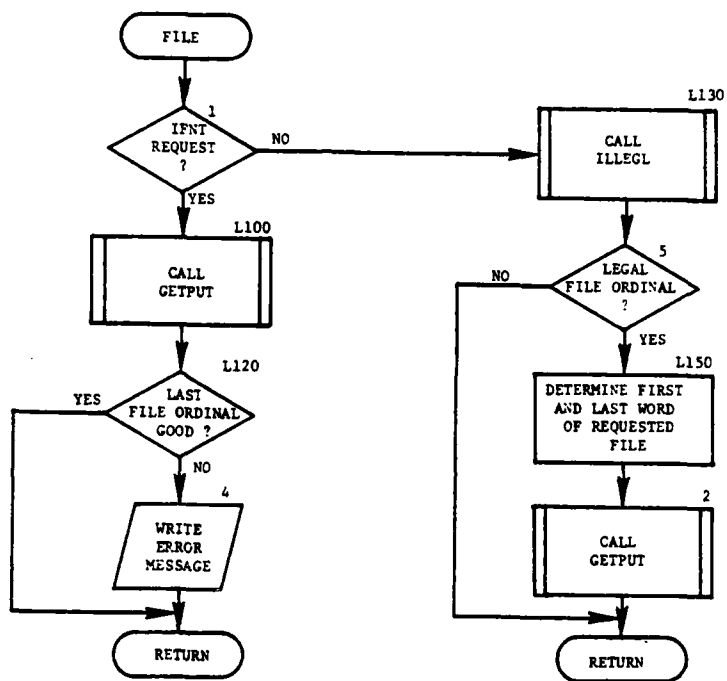 FILE
1
IFNT
REQUEST
?
NO
YES
L100
CALL
GETPUT
L120
LAST
FILE ORDINAL
GOOD ?
YES
NO
4
WRITE
ERROR
MESSAGE
RETURN
L130
CALL
ILLEGL
5
LEGAL
FILE ORDINAL
?
NO
YES
L150
DETERMINE FIRST
AND LAST WORD
OF REQUESTED
FILE
2
CALL
GETPUT
RETURN